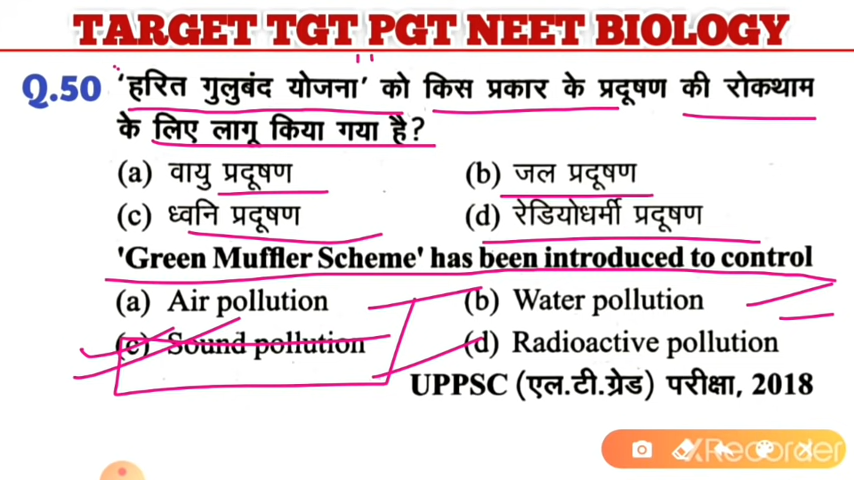 TARGET TGT PGT NEET BIOLOGY
Q.50 'हरित गुलुबंद योजना" को किस प्रकार के प्रदूषण की रोकथाम
के लिए लागू किया गया है?
(a) वायु प्रदूषण (b) जल प्रदूषण
(c) ध्वनि प्रदूषण (d) रेडियोधर्मी प्रदूषण
'Green Muffler Scheme' has been introduced to control
(a) Air pollution (b) Water pollution
(c) Sound pollution (d) Radioactive pollution
UPPSC (एल.टी.ग्रेड) परीक्षा, 2018
XRecorder